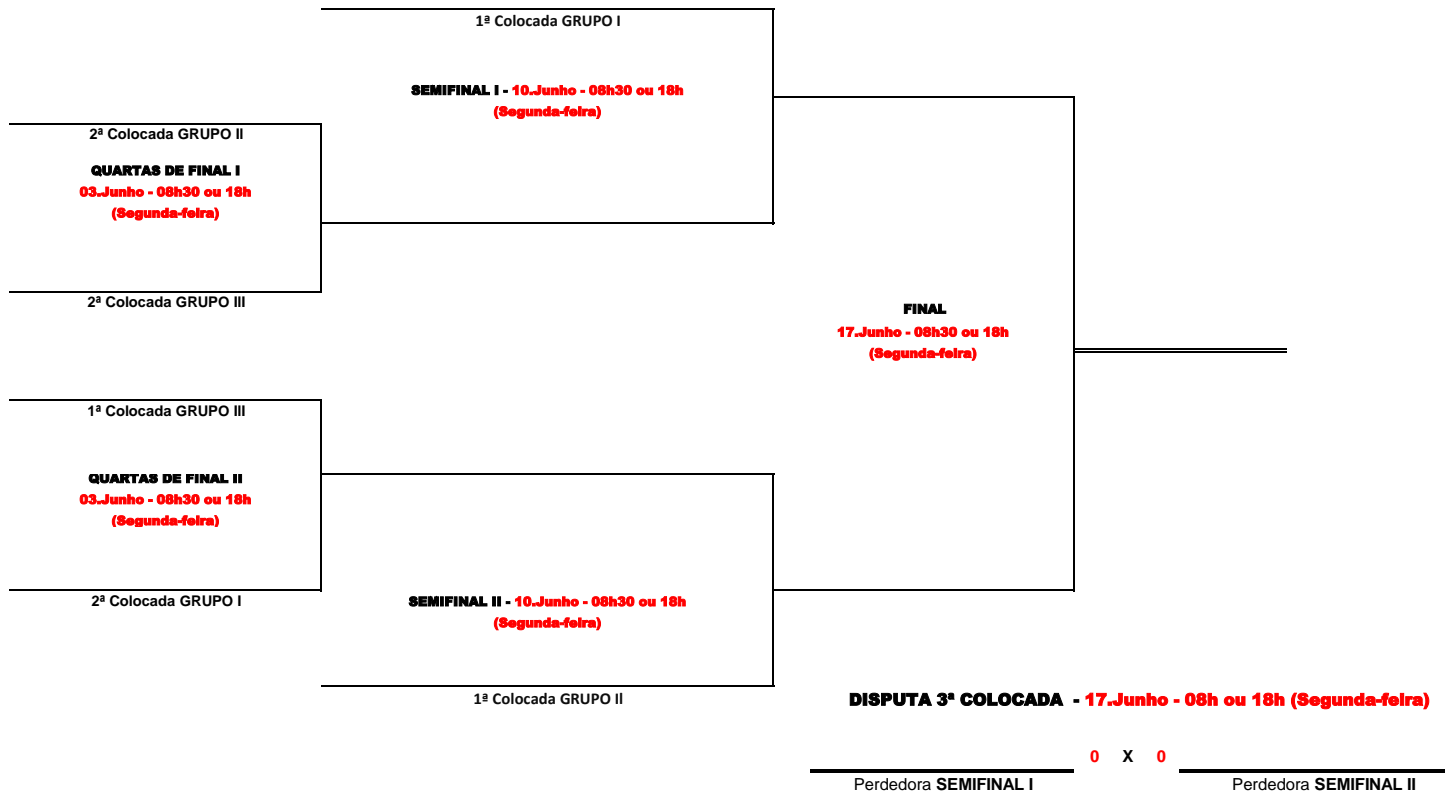 1ª Colocada GRUPO I
SEMIFINAL I - 10.Junho - 08h30 ou 18h
(Segunda-feira)
2ª Colocada GRUPO II
QUARTAS DE FINAL I
03.Junho - 08h30 ou 18h
(Segunda-feira)
2ª Colocada GRUPO III
FINAL
17.Junho - 08h30 ou 18h
(Segunda-feira)
1ª Colocada GRUPO III
QUARTAS DE FINAL II
03.Junho - 08h30 ou 18h
(Segunda-feira)
2ª Colocada GRUPO I
SEMIFINAL II - 10.Junho - 08h30 ou 18h
(Segunda-feira)
1ª Colocada GRUPO II
DISPUTA 3ª COLOCADA - 17.Junho - 08h ou 18h (Segunda-feira)
0 X 0
Perdedora SEMIFINAL I
Perdedora SEMIFINAL II